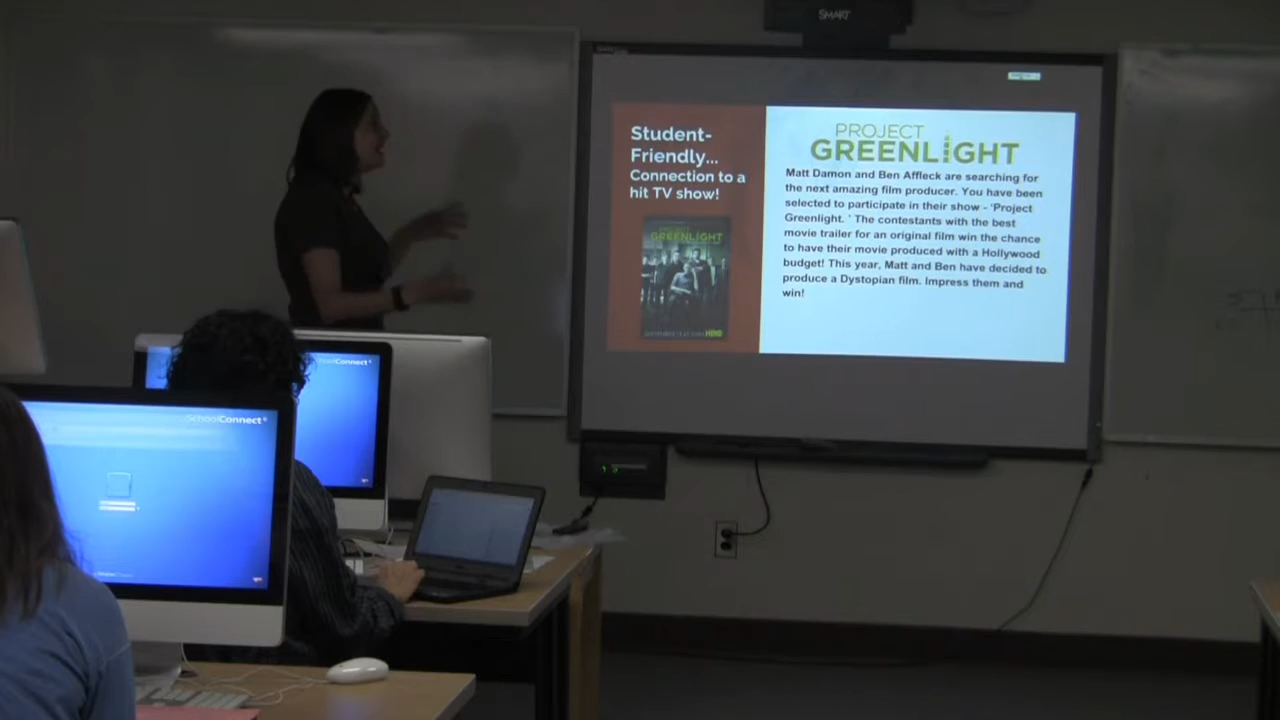 SMART
Student-
Friendly...
Connection to a
hit TV show!
GREENLIGHT
HBO
PROJECT
GREENLIGHT
Matt Damon and Ben Affleck are searching for
the next amazing film producer. You have been
selected to participate in their show - 'Project
Greenlight. ' The contestants with the best
movie trailer for an original film win the chance
to have their movie produced with a Hollywood
budget! This year, Matt and Ben have decided to
produce a Dystopian film. Impress them and
win!
SchoolConnect
SchoolConnect